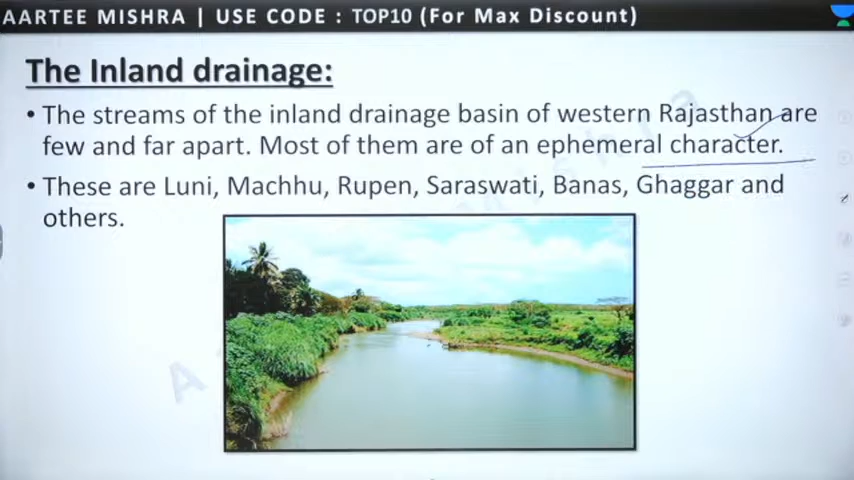 AARTEE MISHRA | USE CODE : TOP10 (For Max Discount)
The Inland drainage:
• The streams of the inland drainage basin of western Rajasthan are
few and far apart. Most of them are of an ephemeral character.
• These are Luni, Machhu, Rupen, Saraswati, Banas, Ghaggar and
others.